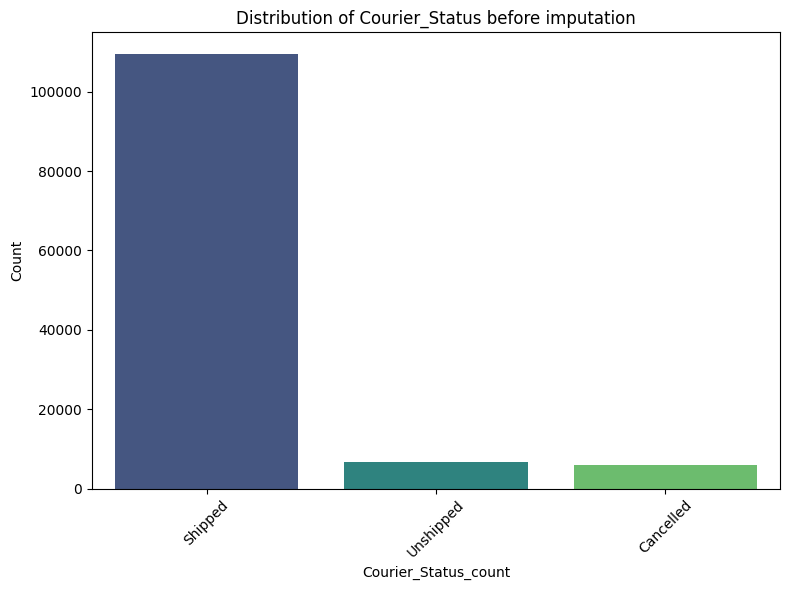 Distribution of Courier_Status before imputation
Count
100000
80000
60000
40000
20000
0
Shipped
Unshipped
Cancelled
Courier_Status_count